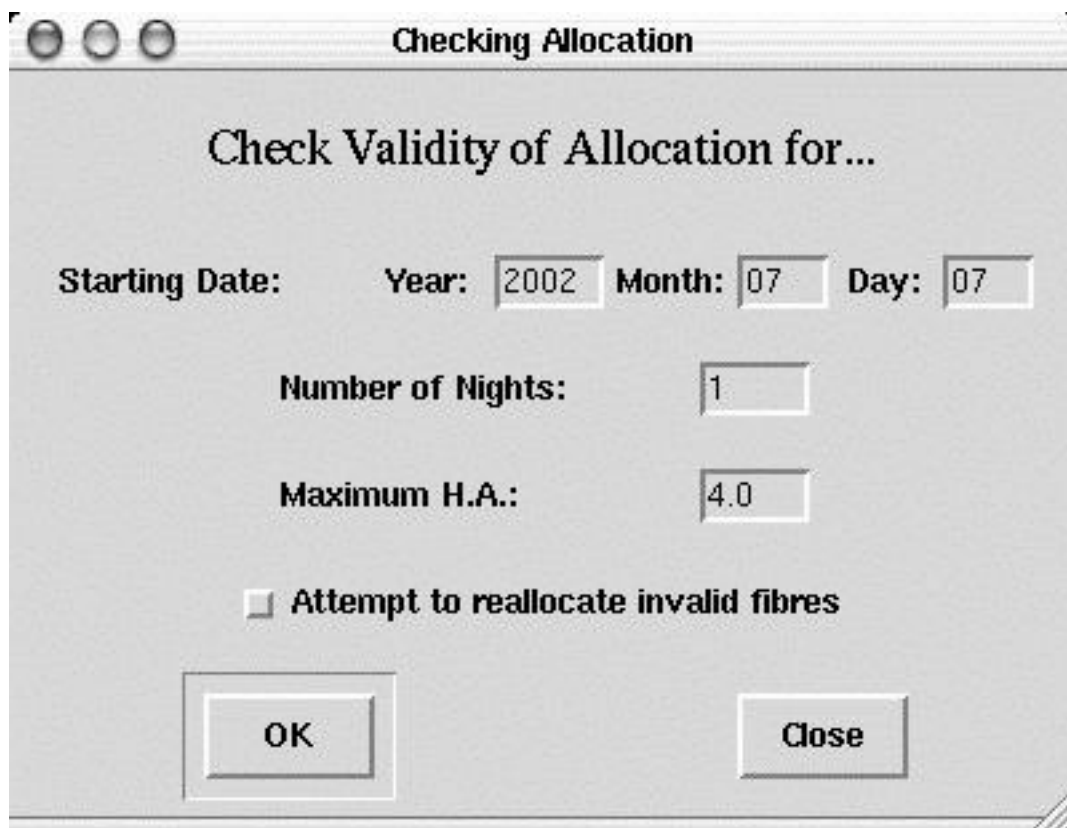 Checking Allocation
Check Validity of Allocation for...
Starting Date: Year: 2002 Month: 07 Day: 07
Number of Nights: 1
Maximum H.A.: 4.0
Attempt to reallocate invalid fibres
OK Close